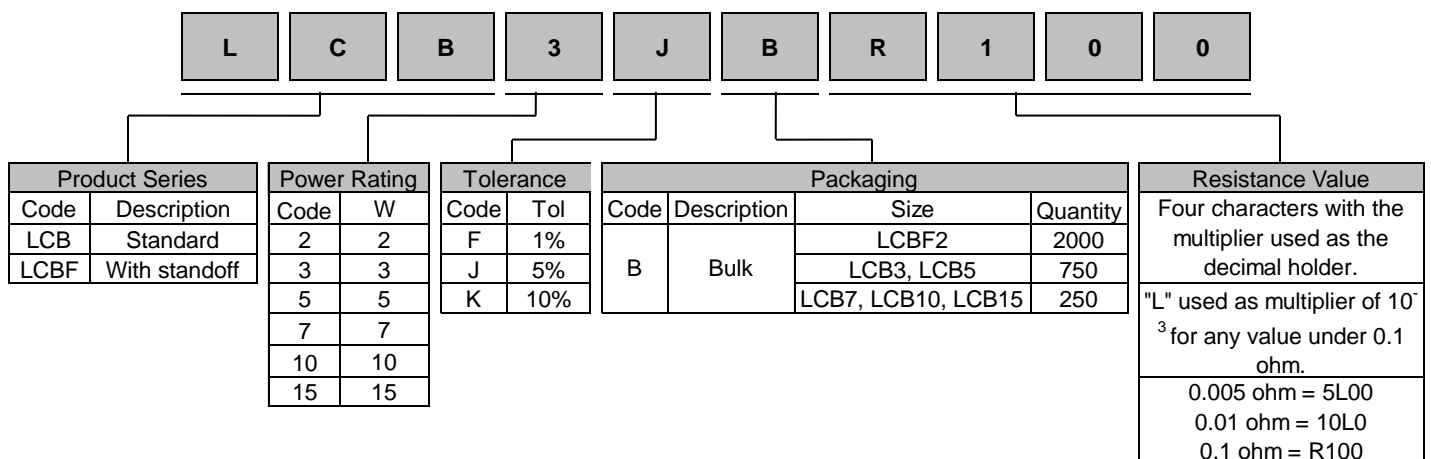 L C B 3 J B R 1 0 0
Product Series
Code Description
LCB Standard
LCBF With standoff
Power Rating
Code W
2 2
3 3
5 5
7 7
10 10
15 15
Tolerance
Code Tol
F 1%
J 5%
K 10%
Packaging
Code Description Size Quantity
B Bulk
LCBF2 2000
LCB3, LCB5 750
LCB7, LCB10, LCB15 250
Resistance Value
Four characters with the
multiplier used as the
decimal holder.
"L" used as multiplier of 10-
3 for any value under 0.1
ohm.
0.005 ohm = 5L00
0.01 ohm = 10L0
0.1 ohm = R100